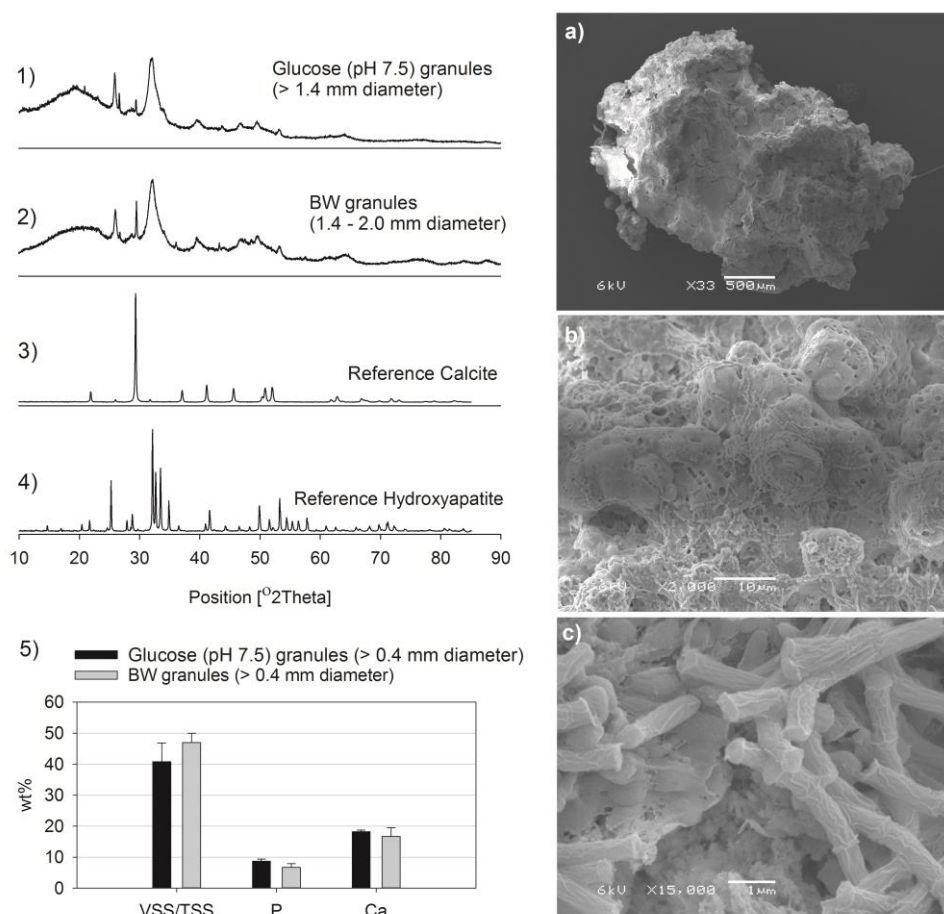 1)
Glucose (pH 7.5) granules
(> 1.4 mm diameter)
2)
BW granules
(1.4 - 2.0 mm diameter)
3)
Reference Calcite
4)
Reference Hydroxyapatite
10 20 30 40 50 60 70 80 90
Position [O2Theta]
5)
Glucose (pH 7.5) granules (> 0.4 mm diameter)
BW granules (> 0.4 mm diameter)
60
50
40
30
20
10
0
wt%
VSS/TSS P Ca
a)
6kV X33 500µm
b)
X2,000 10µm
c)
6kV X15,000 1µm